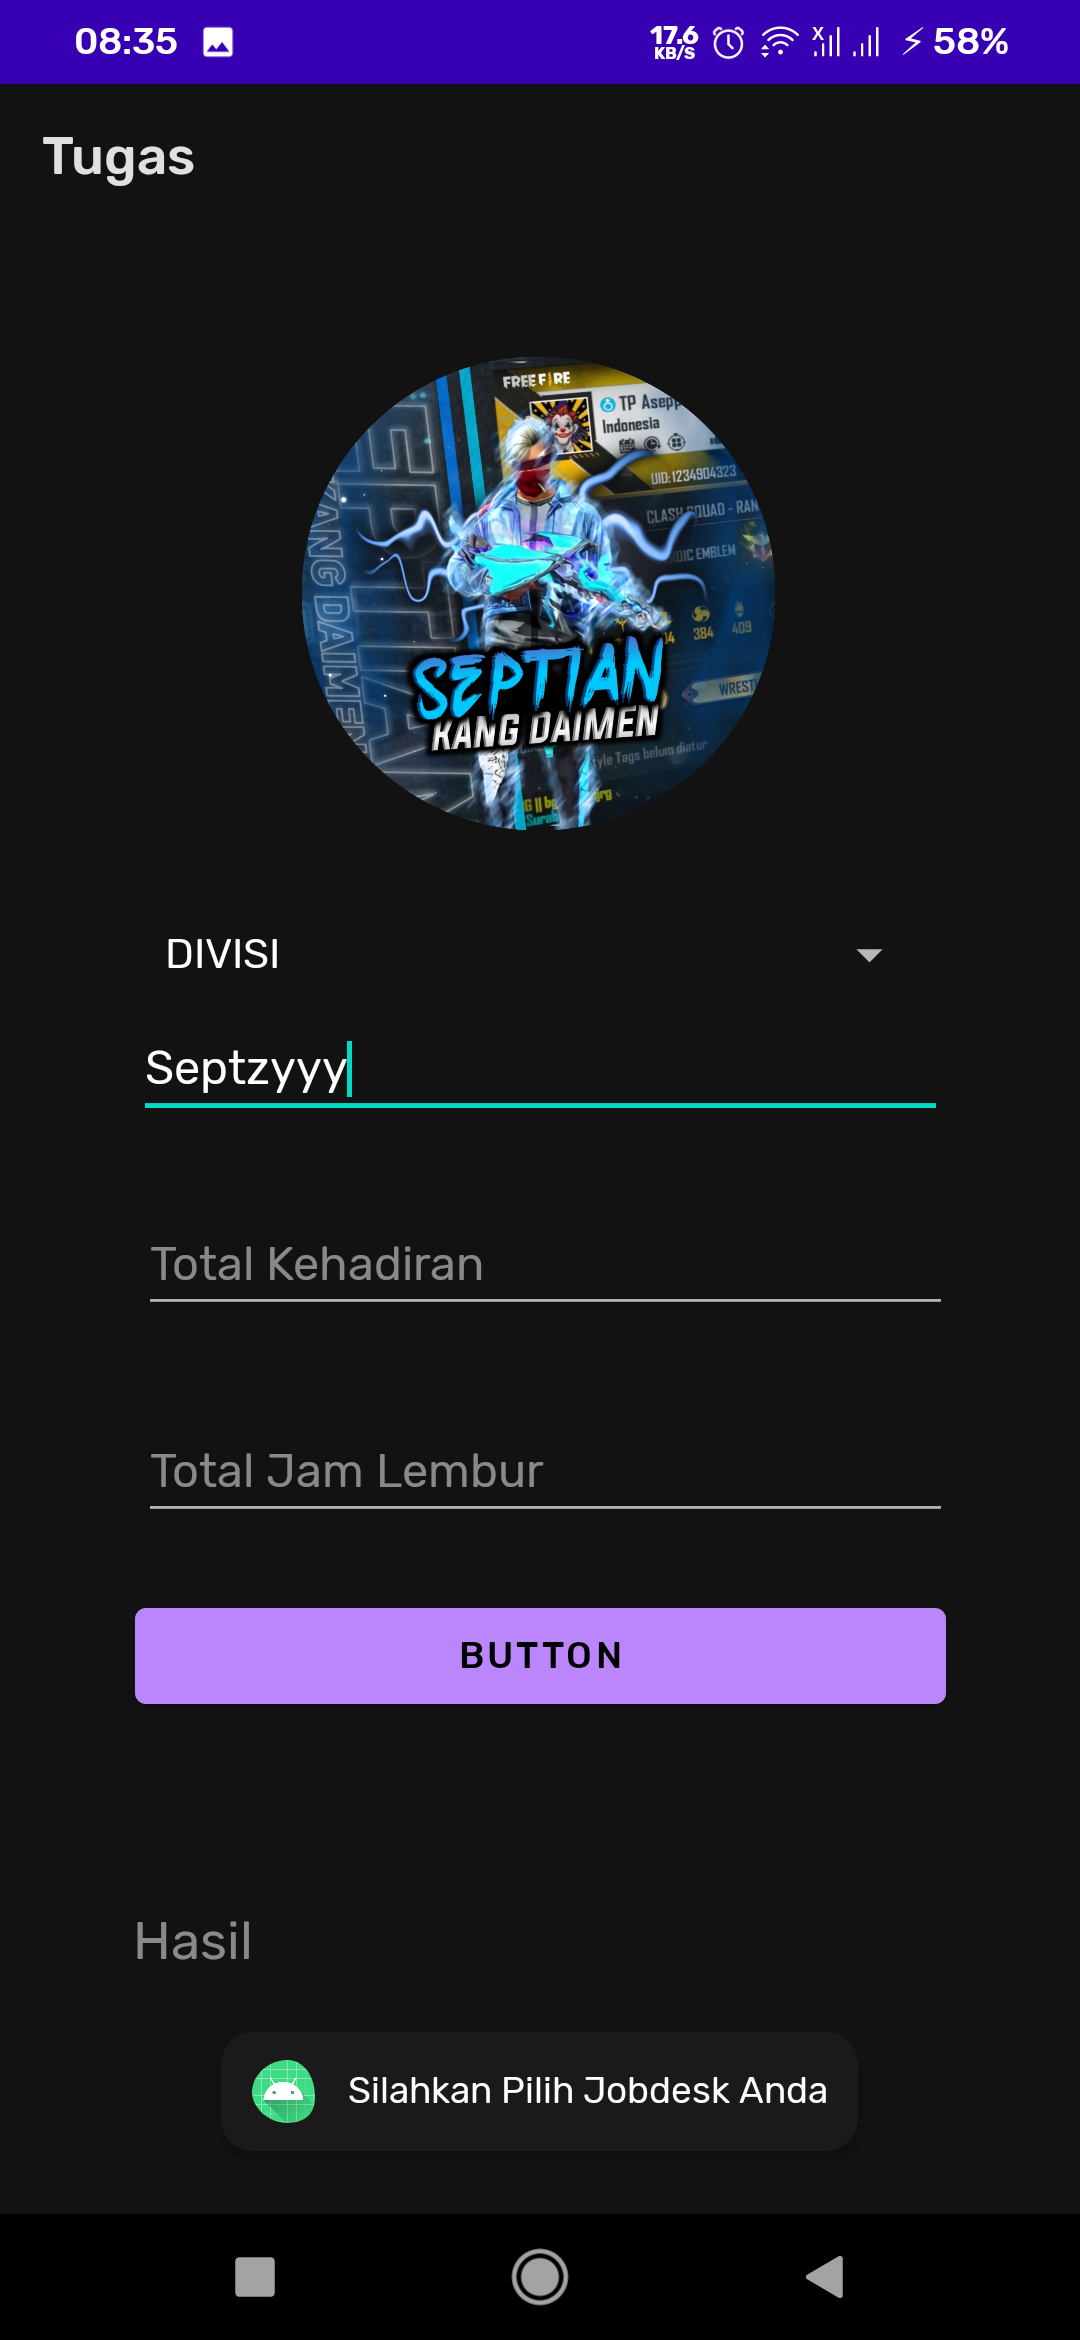 08:35
17.6
KB/S
58%
Tugas
FREE FIRE
TP Asepp
Indonesia
UID:1234904323
CLASH SQUAD - RAN
OIC EMBLEM
384
409
WREST
SEPTIAN
KANG DAIMEN
KANG DAIMEN
yle Tags belum diatur
DIVISI
Septzyyy
Total Kehadiran
Total Jam Lembur
BUTTON
Hasil
Silahkan Pilih Jobdesk Anda